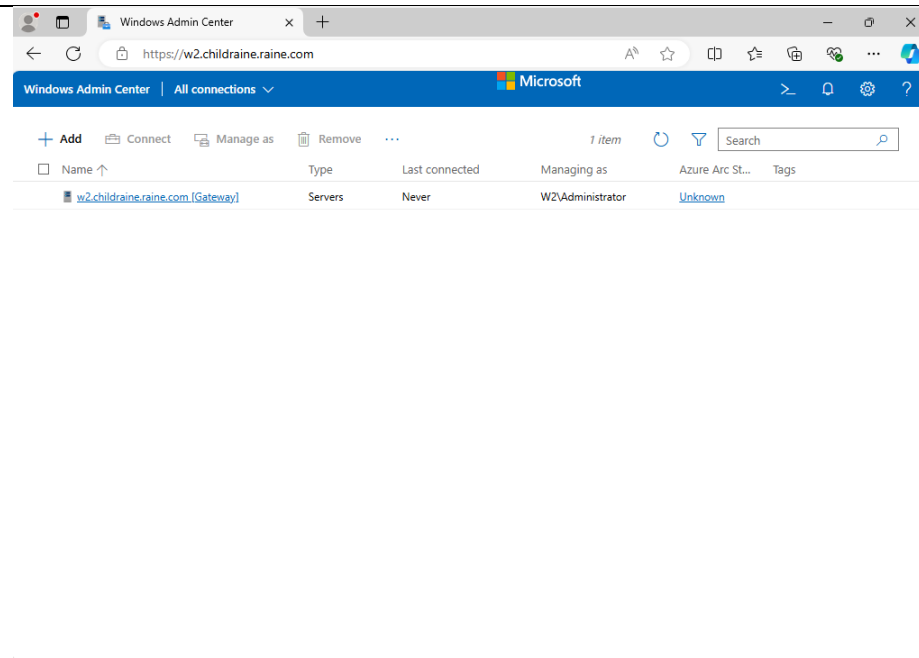 Windows Admin Center
https://w2.childraine.raine.com
Windows Admin Center | All connections
Microsoft
Add Connect Manage as Remove ... 1 item Search
Name Type Last connected Managing as Azure Arc St... Tags
w2.childraine.raine.com [Gateway] Servers Never W2\Administrator Unknown